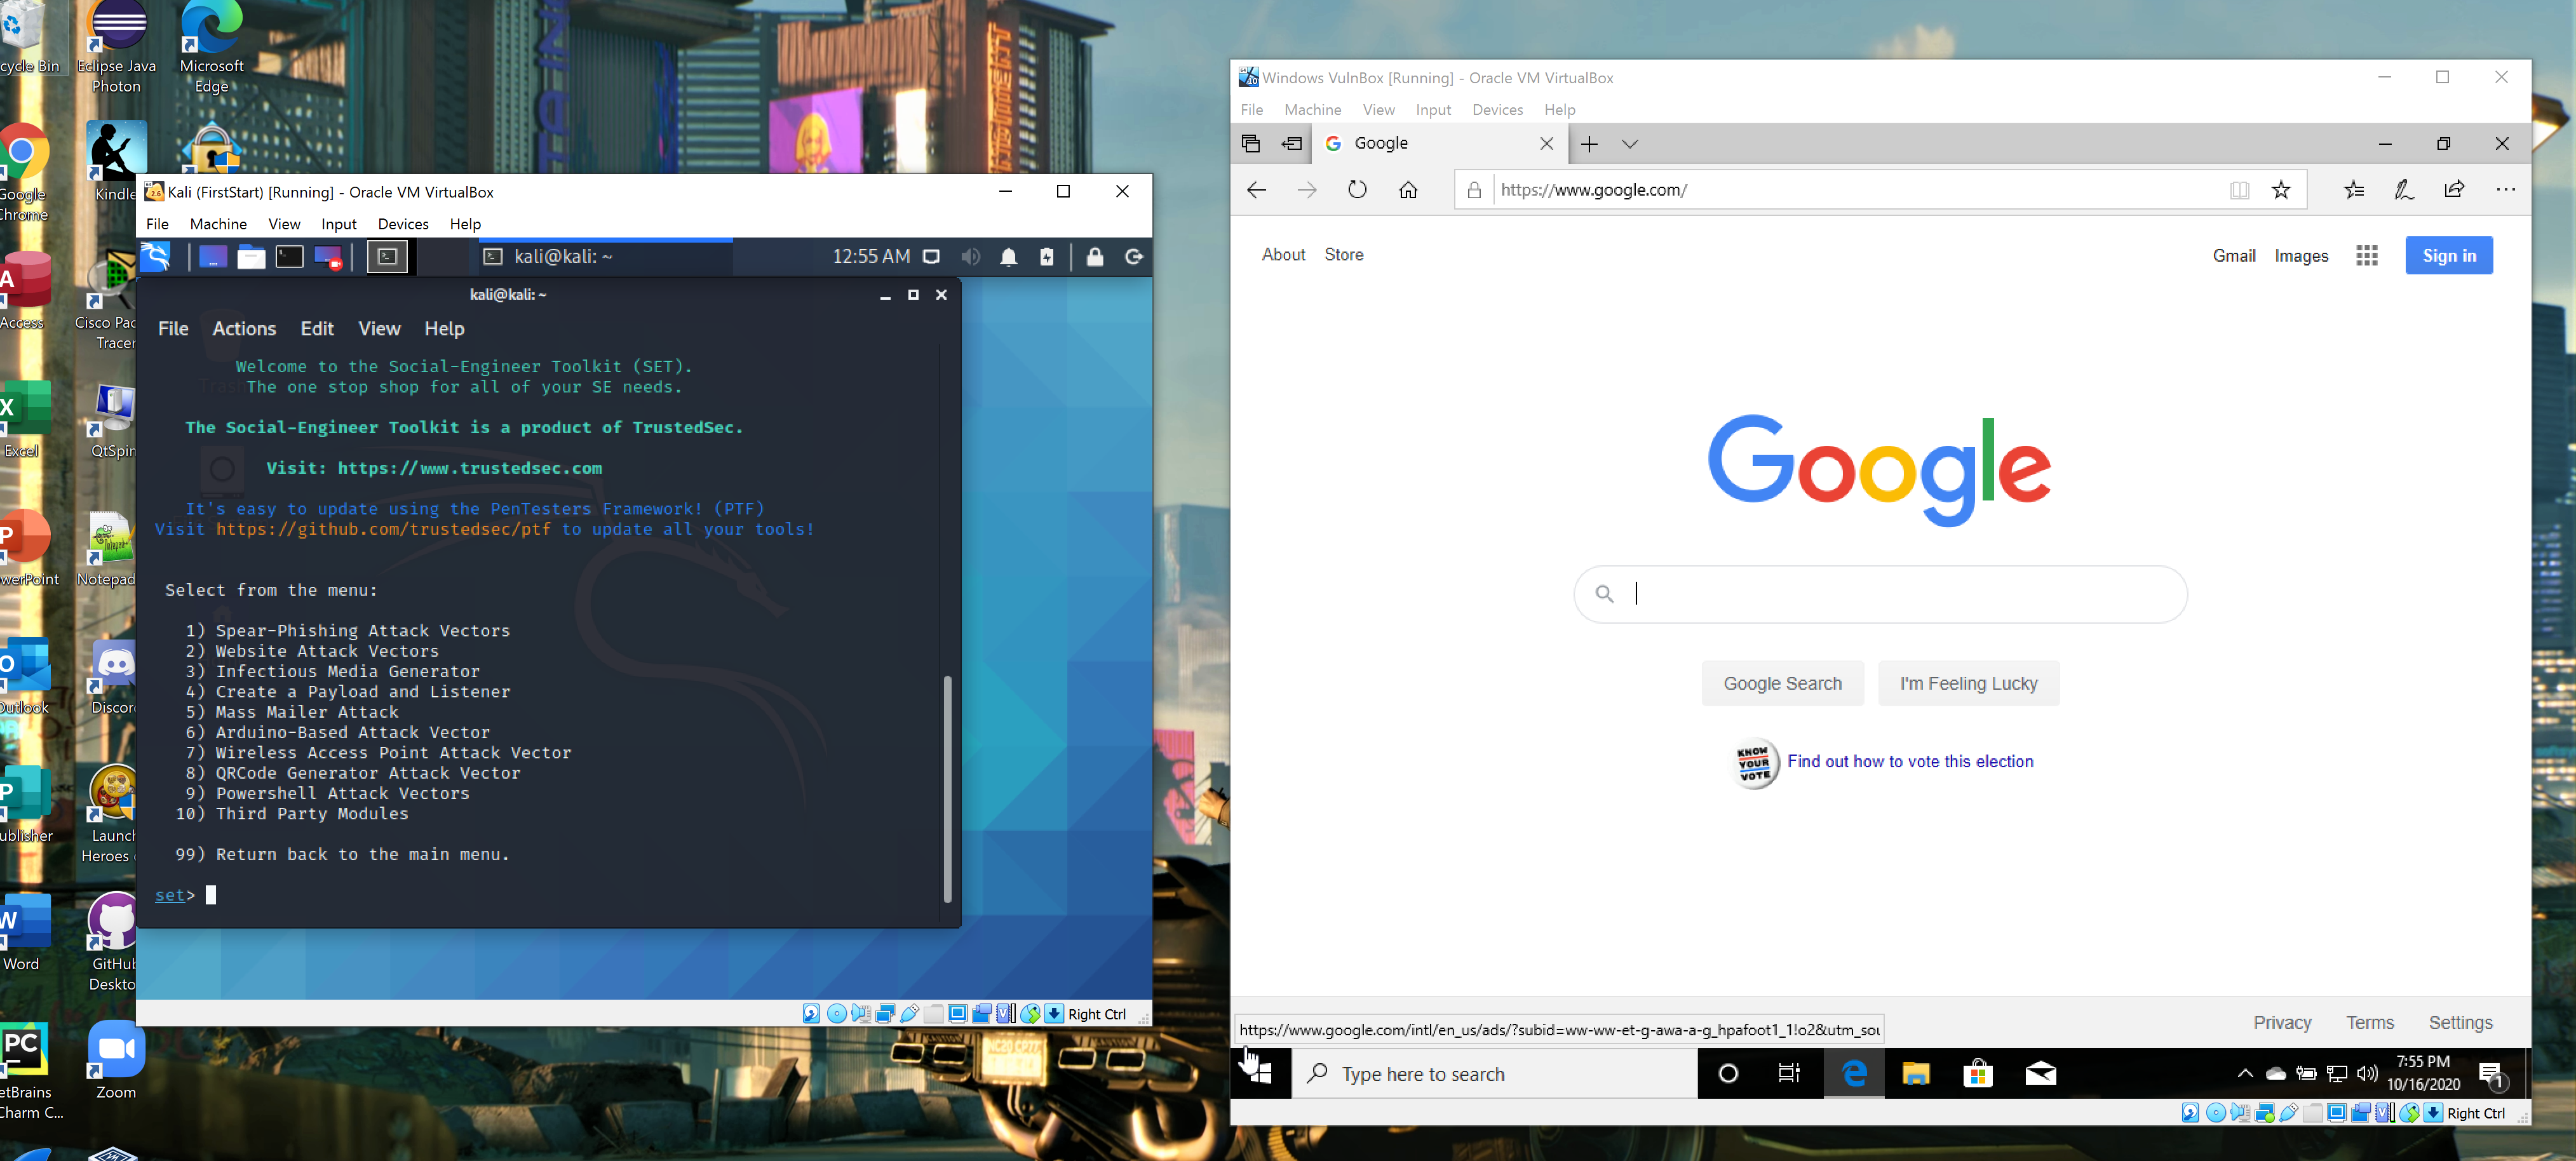 cycle Bin
Eclipse Java
Photon
Microsoft
Edge
Google
Chrome
Kindle
Access
Cisco Pac
Tracer
Excel
QtSpim
werPoint
Notepad
Outlook
Discor
ublisher
Launch
Heroes
Word
GitHub
Deskto
PC
etBrains
Charm C...
Zoom
Kali (FirstStart) [Running] - Oracle VM VirtualBox
File Machine View Input Devices Help
kali@kali: ~ 12:55 AM
kali@kali: ~
File Actions Edit View Help
Welcome to the Social-Engineer Toolkit (SET).
The one stop shop for all of your SE needs.
The Social-Engineer Toolkit is a product of TrustedSec.
Visit: https://www.trustedsec.com
It's easy to update using the PenTesters Framework! (PTF)
Visit https://github.com/trustedsec/ptf to update all your tools!
Select from the menu:
1) Spear-Phishing Attack Vectors
2) Website Attack Vectors
3) Infectious Media Generator
4) Create a Payload and Listener
5) Mass Mailer Attack
6) Arduino-Based Attack Vector
7) Wireless Access Point Attack Vector
8) QRCode Generator Attack Vector
9) Powershell Attack Vectors
10) Third Party Modules
99) Return back to the main menu.
set>
Right Ctrl
Windows VulnBox [Running] - Oracle VM VirtualBox
File Machine View Input Devices Help
Google
https://www.google.com/
About Store Gmail Images Sign in
Google
Google Search I'm Feeling Lucky
KNOW
YOUR
VOTE
Find out how to vote this election
https://www.google.com/intl/en_us/ads/?subid=ww-ww-et-g-awa-a-g_hpafoot1_1!o2&utm_sou
Privacy Terms Settings
Type here to search
7:55 PM
10/16/2020
1
Right Ctrl